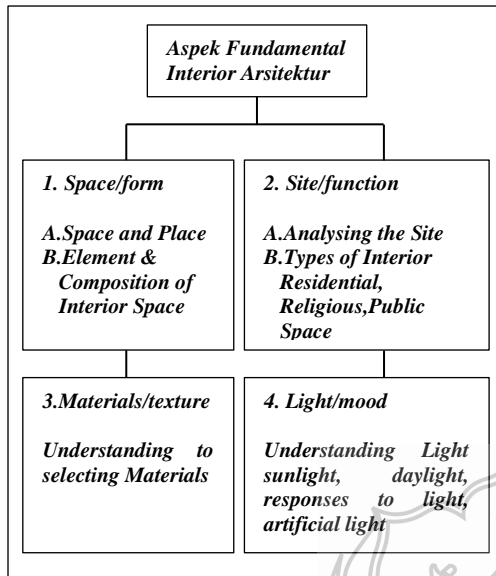 Aspek Fundamental
Interior Arsitektur
1. Space/form
A.Space and Place
B.Element &
Composition of
Interior Space
2. Site/function
A.Analysing the Site
B.Types of Interior
Residential,
Religious,Public
Space
3.Materials/texture
Understanding to
selecting Materials
4. Light/mood
Understanding Light
sunlight, daylight,
responses to light,
artificial light